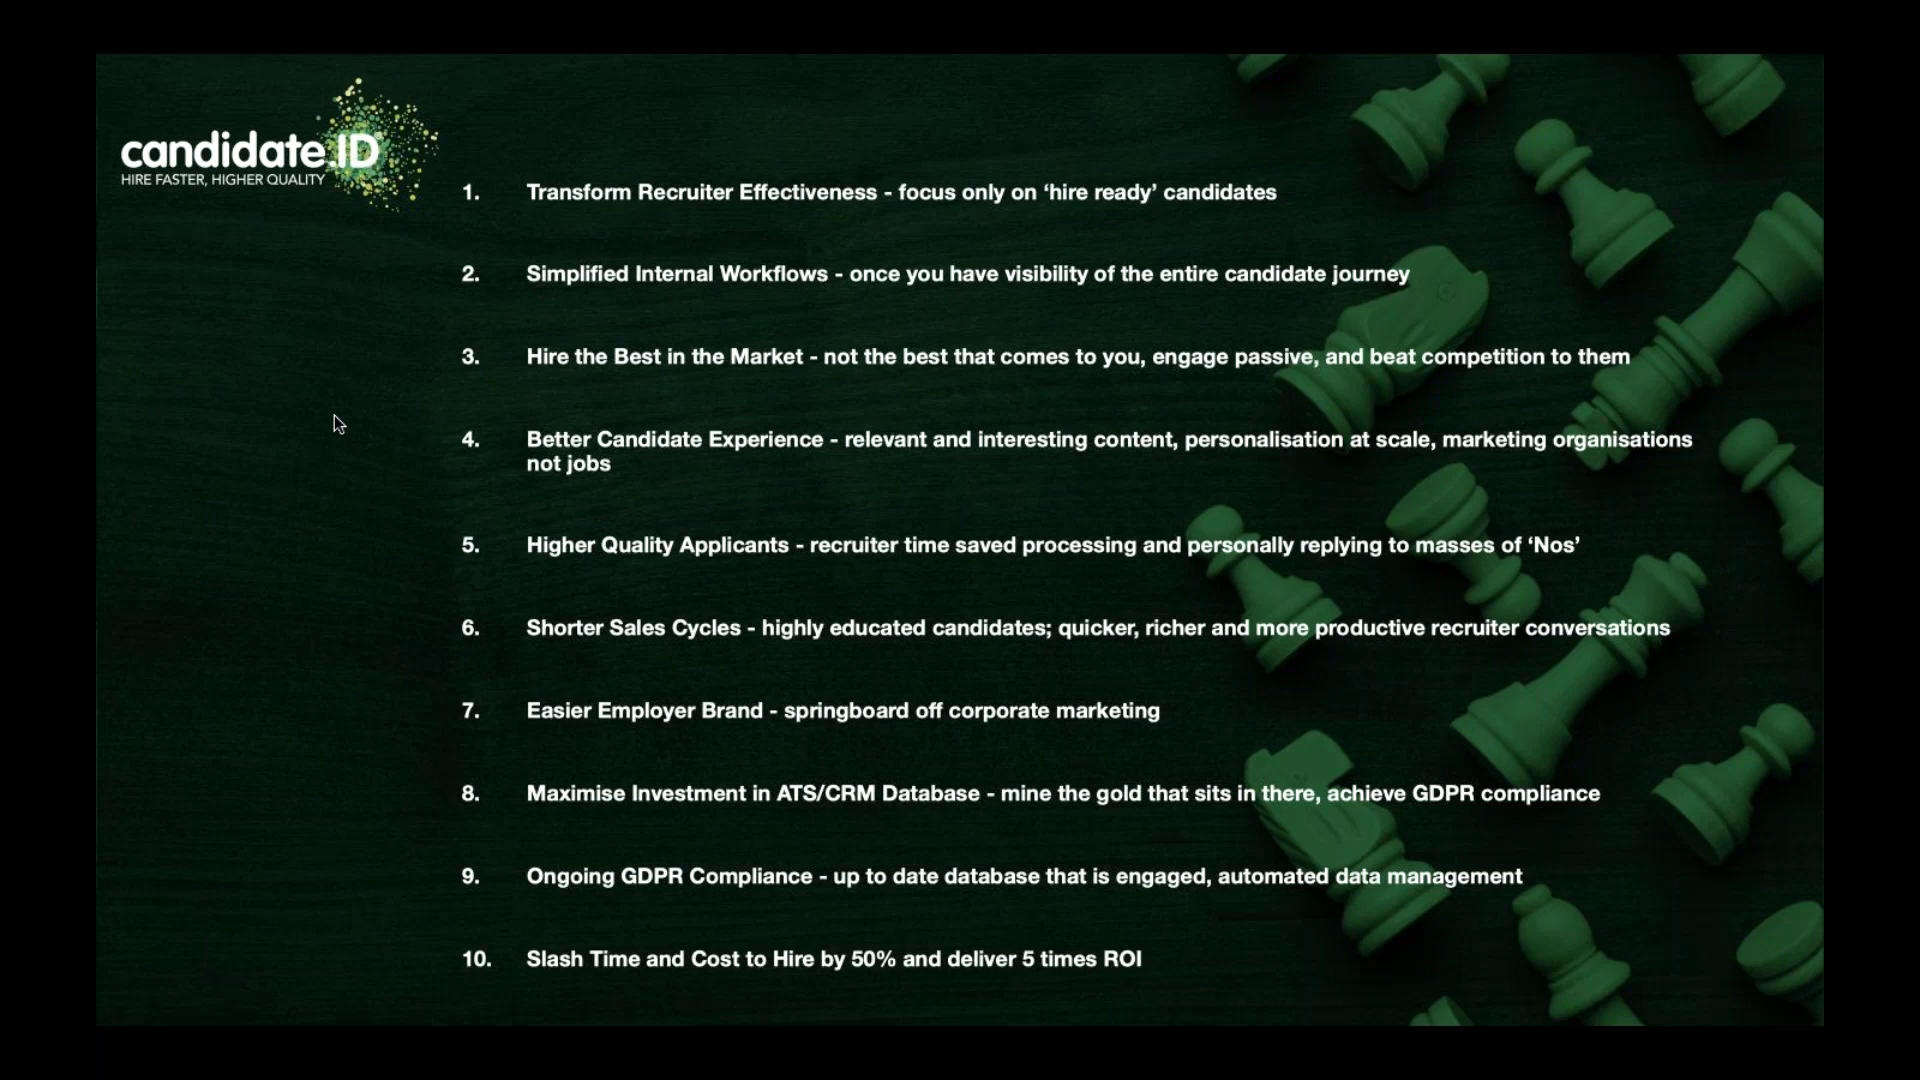 candidate.ID
HIRE FASTER, HIGHER QUALITY
1. Transform Recruiter Effectiveness - focus only on ‘hire ready’ candidates
2. Simplified Internal Workflows - once you have visibility of the entire candidate journey
3. Hire the Best in the Market - not the best that comes to you, engage passive, and beat competition to them
4. Better Candidate Experience - relevant and interesting content, personalisation at scale, marketing organisations
not jobs
5. Higher Quality Applicants - recruiter time saved processing and personally replying to masses of ‘Nos’
6. Shorter Sales Cycles - highly educated candidates; quicker, richer and more productive recruiter conversations
7. Easier Employer Brand - springboard off corporate marketing
8. Maximise Investment in ATS/CRM Database - mine the gold that sits in there, achieve GDPR compliance
9. Ongoing GDPR Compliance - up to date database that is engaged, automated data management
10. Slash Time and Cost to Hire by 50% and deliver 5 times ROI